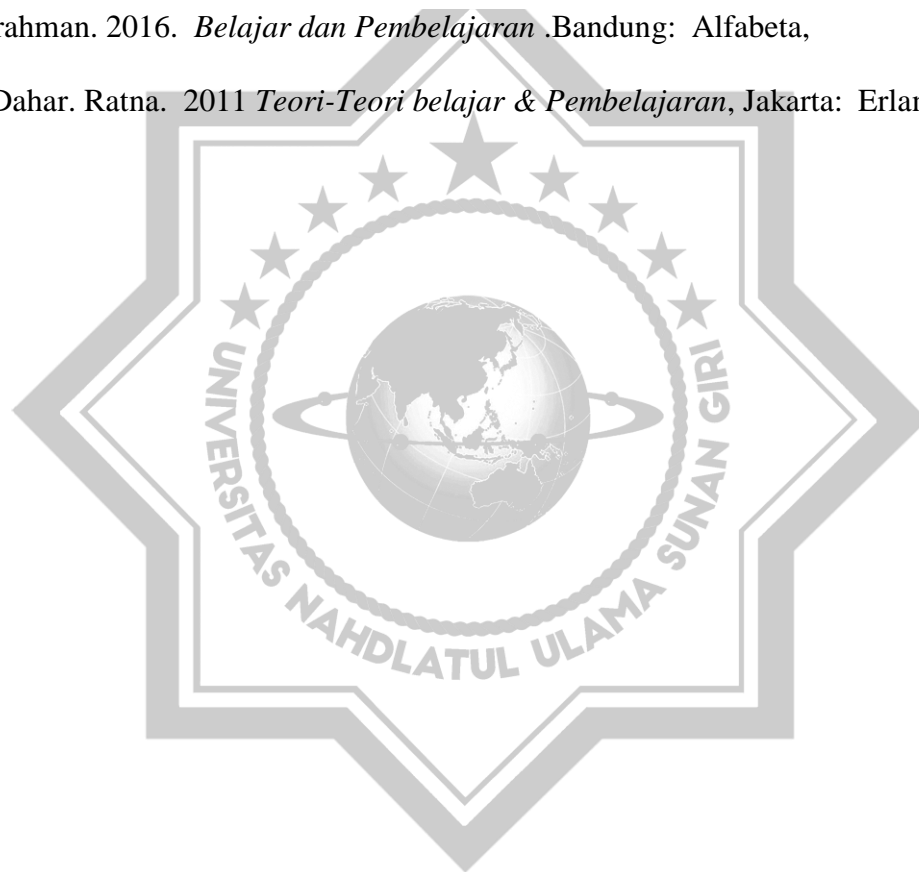 rahman. 2016. Belajar dan Pembelajaran .Bandung: Alfabeta,
Dahar. Ratna. 2011 Teori-Teori belajar & Pembelajaran, Jakarta: Erlan
UNIVERSITAS NAHDLATUL ULAMA SUNAN GIRI